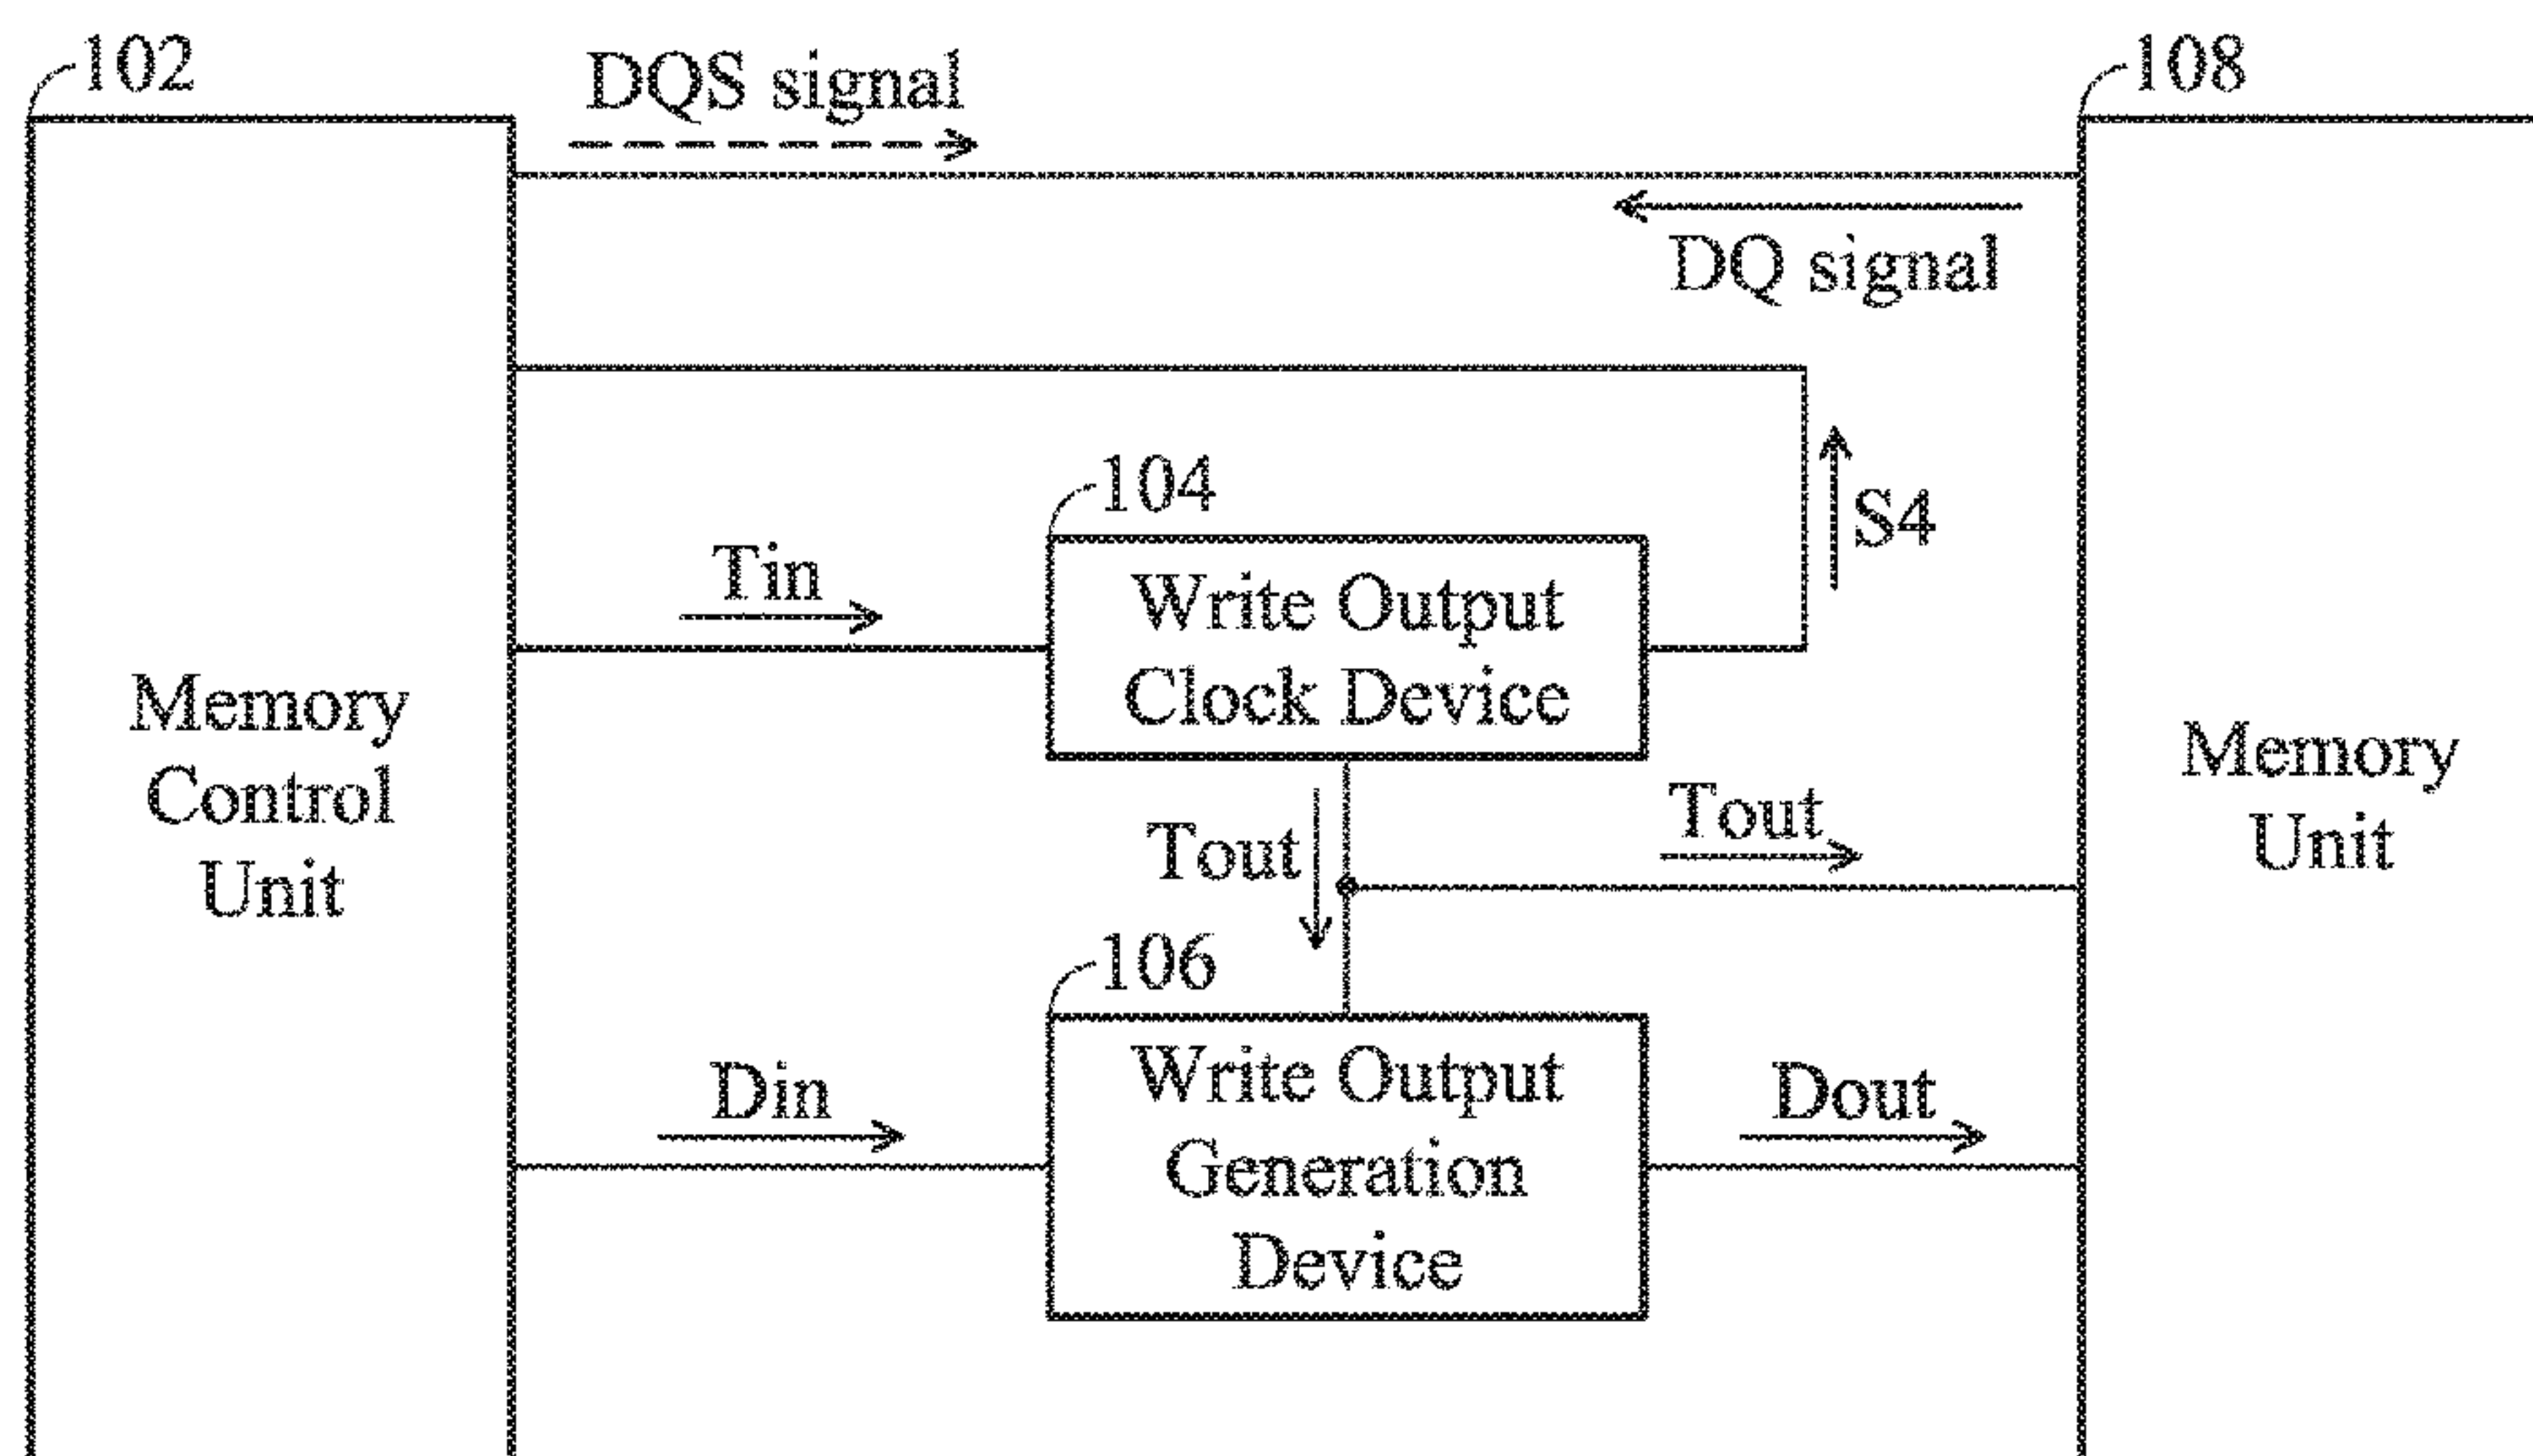 102
DQS signal
108
DQ signal
104
S4
Tin
Write Output
Clock Device
Memory
Control
Unit
Tout
Tout
Memory
Unit
106
Din
Write Output
Generation
Device
Dout